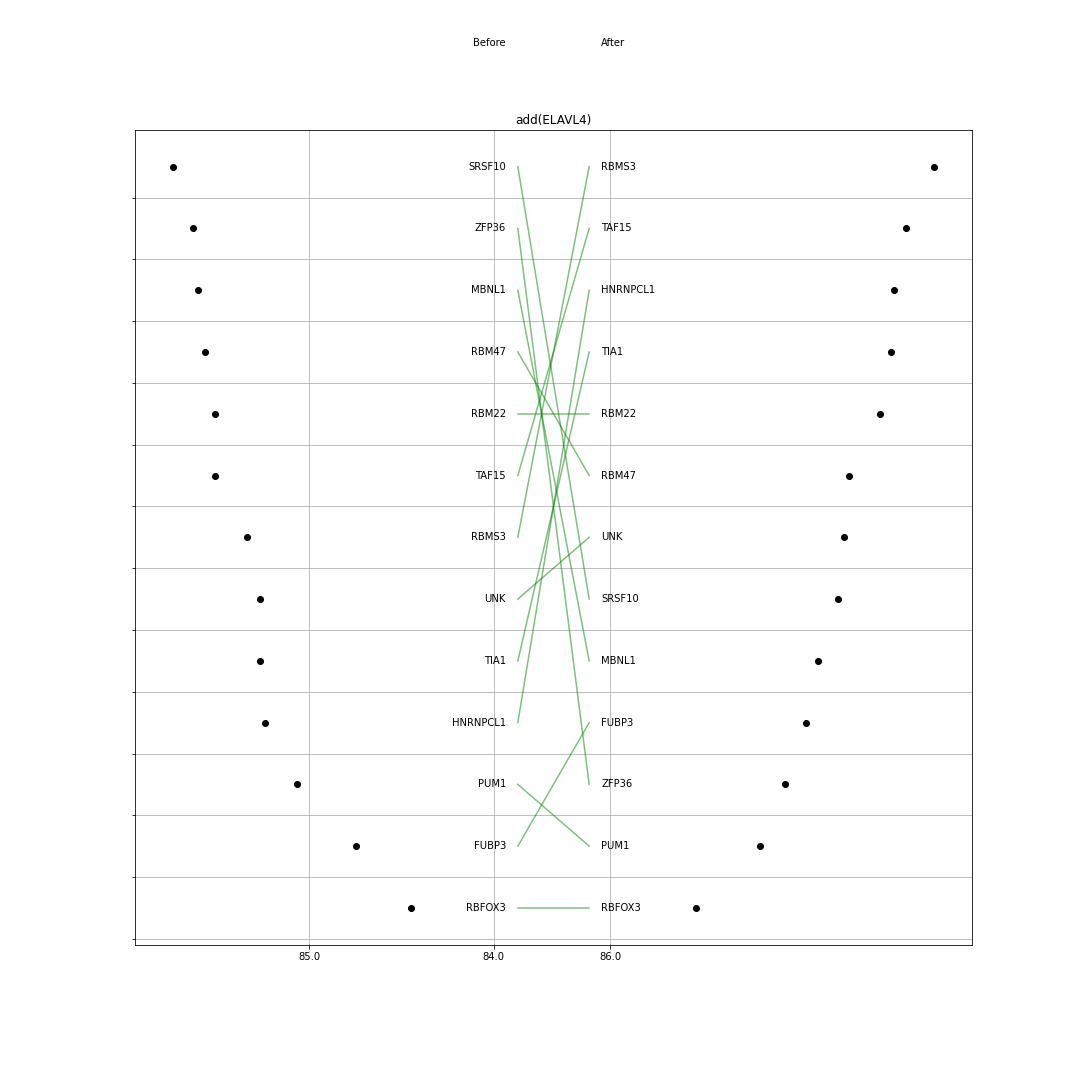 Before After
add(ELAVL4)
SRSF10 RBMS3
ZFP36 TAF15
MBNL1 HNRNPCL1
RBM47 TIA1
RBM22 RBM22
TAF15 RBM47
RBMS3 UNK
UNK SRSF10
TIA1 MBNL1
HNRNPCL1 FUBP3
PUM1 ZFP36
FUBP3 PUM1
RBFOX3 RBFOX3
85.0 84.0 86.0